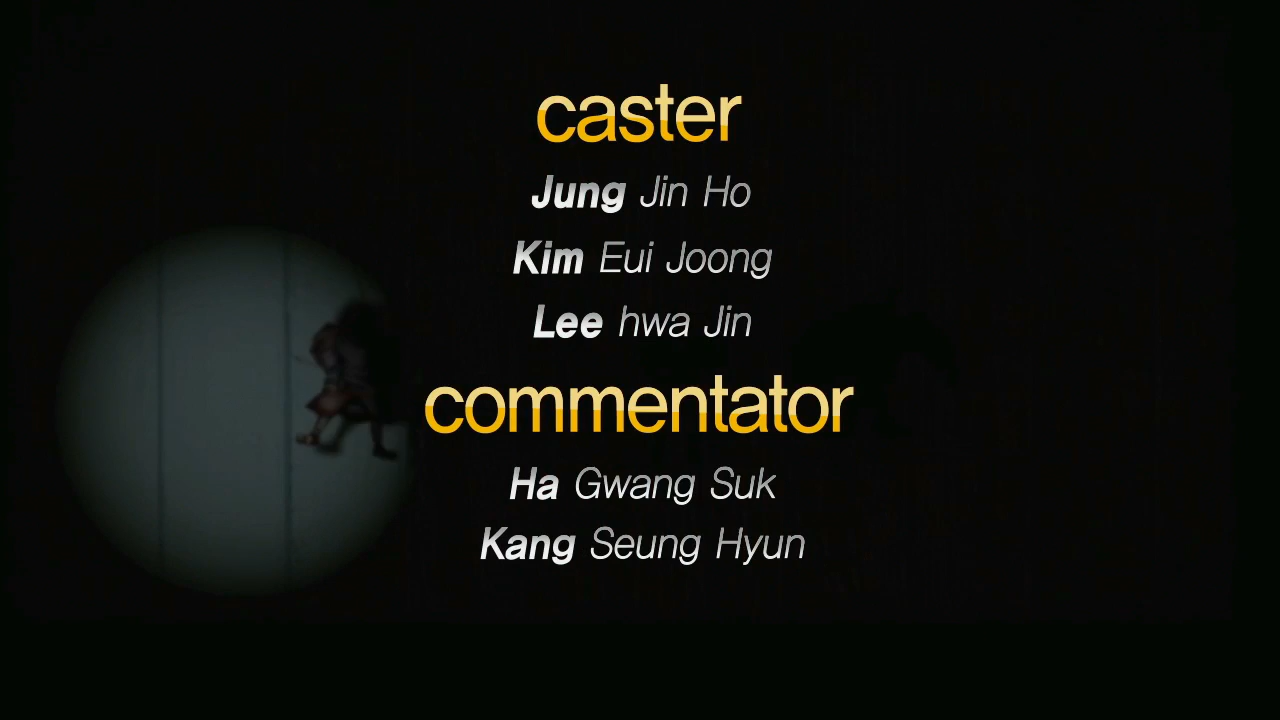 caster
Jung Jin Ho
Kim Eui Joong
Lee hwa Jin
commentator
Ha Gwang Suk
Kang Seung Hyun